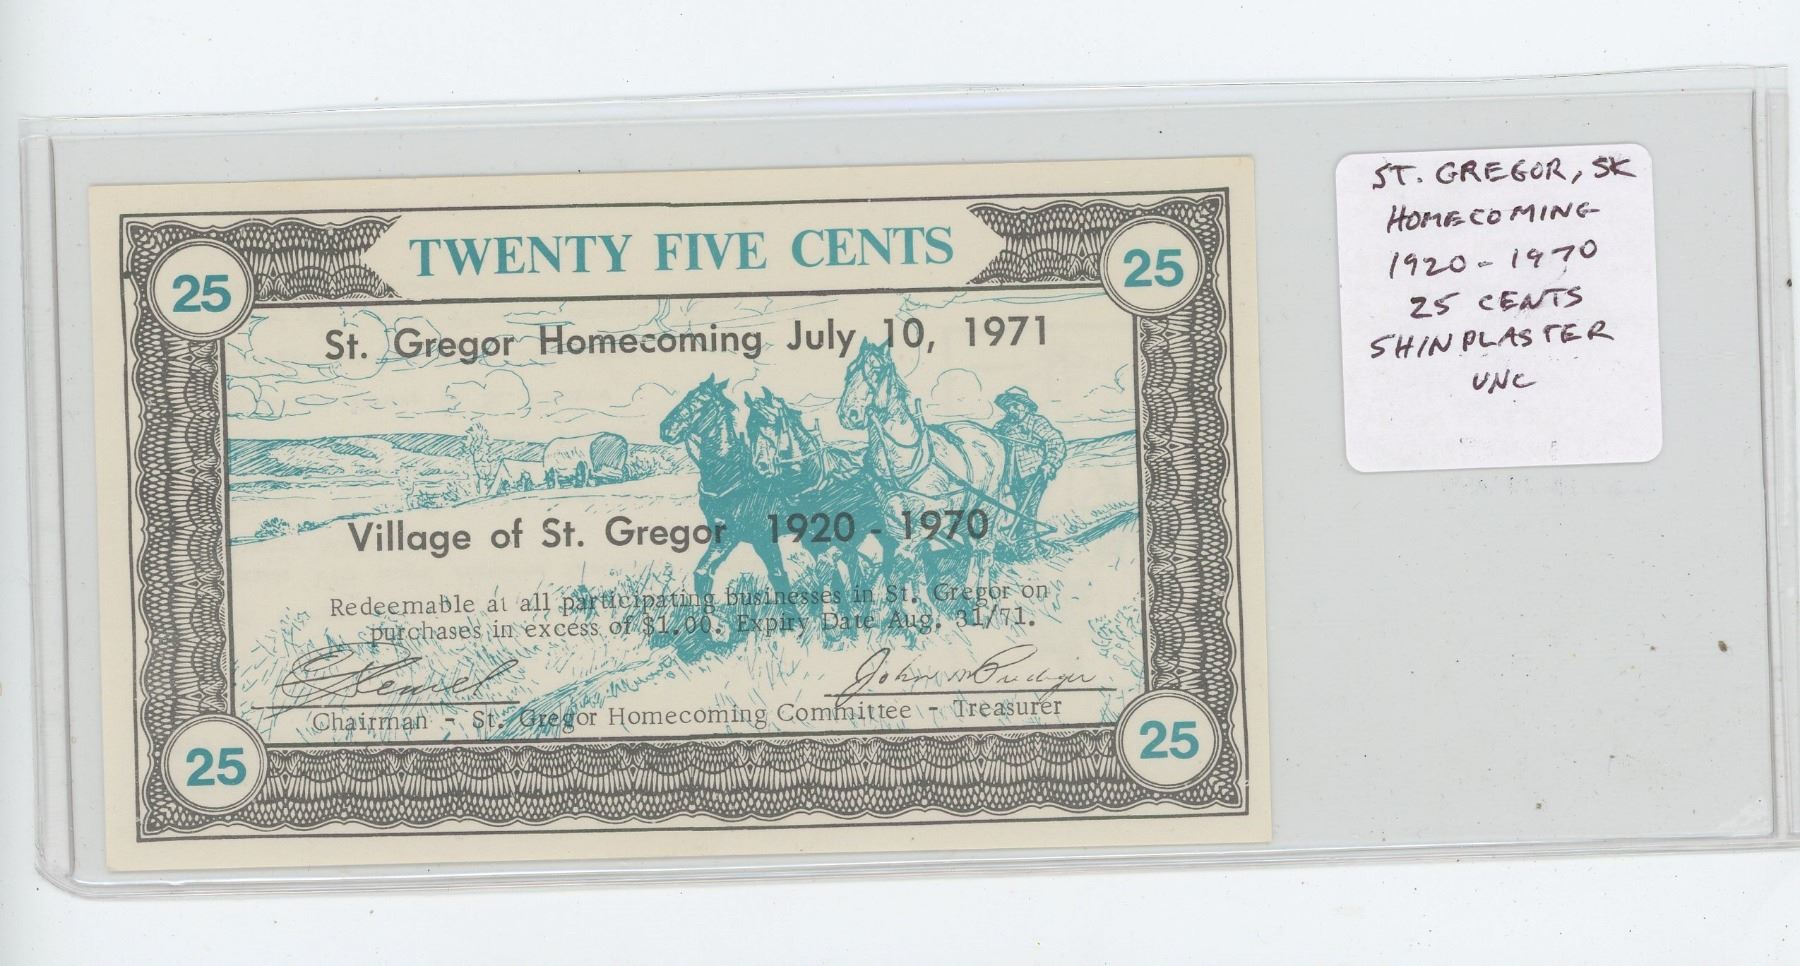 TWENTY FIVE CENTS
25
25
St. Gregor Homecoming July 10, 1971
Village of St. Gregor 1920 - 1970
Redeemable at all participating businesses in St. Gregor on
purchases in excess of $1.00. Expiry Date Aug. 31/71.
John
Chairman - St. Gregor Homecoming Committee - Treasurer
25
25
ST. GREGOR, SK
HOMECOMING
1920 - 1970
25 CENTS
SHINPLASTER
UNC